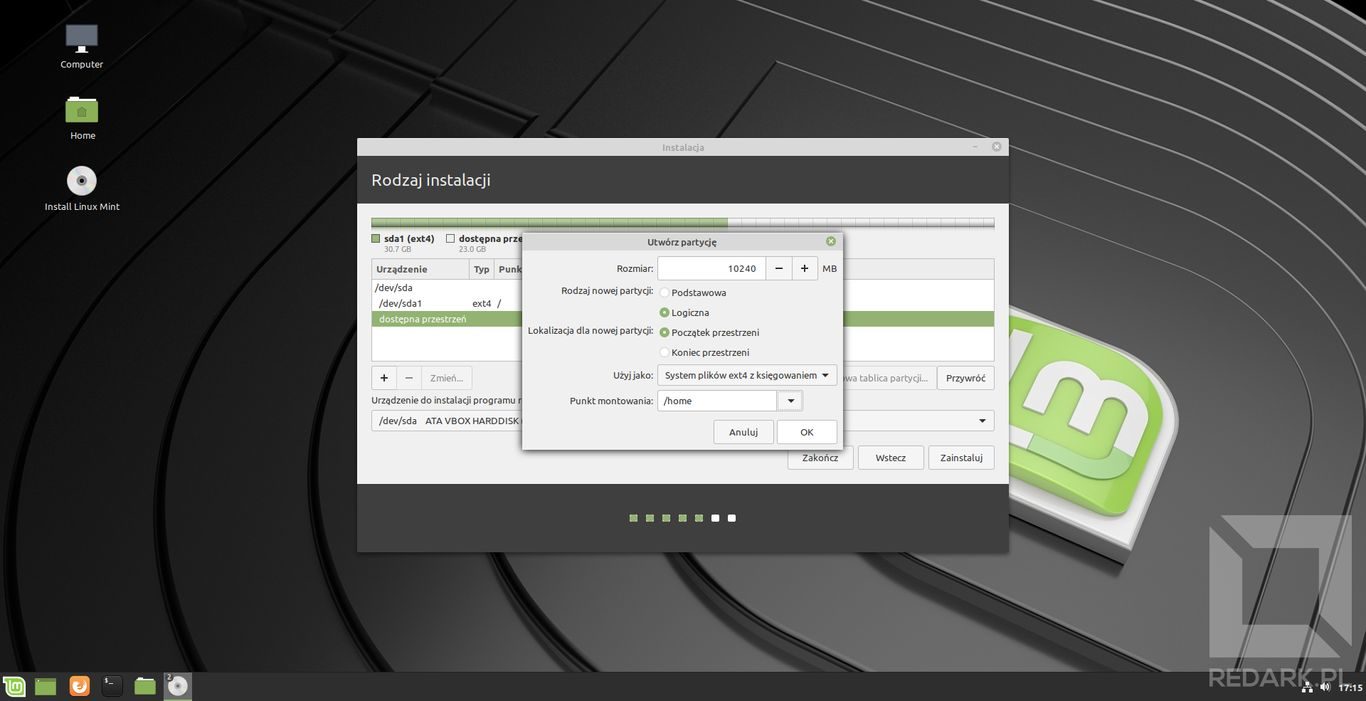 Computer
Home
Install Linux Mint
Instalacja
Rodzaj instalacji
sda1 (ext4)
30.7 GB
dostępna prze
23.0 GB
Urządzenie Typ Punk
/dev/sda
/dev/sda1 ext4 /
dostępna przestrzeń
+ − Zmień...
owa tablica partycji... Przywróć
Urządzenie do instalacji programu
/dev/sda ATA VBOX HARDDISK
Utwórz partycję
Rozmiar: 10240 − + MB
Rodzaj nowej partycji: Podstawowa
Logiczna
Lokalizacja dla nowej partycji: Początek przestrzeni
Koniec przestrzeni
Użyj jako: System plików ext4 z księgowaniem
Punkt montowania: /home
Anuluj OK
Zakończ Wstecz Zainstaluj
REDARK.PL
2
17:15